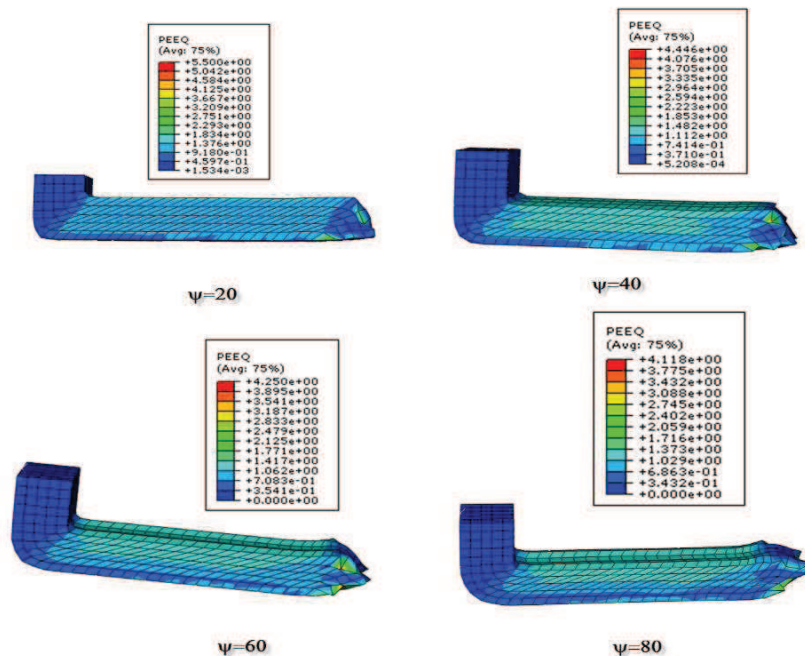 PEEQ
(Avg: 75%)
+5.500e+00
+5.042e+00
+4.584e+00
+4.125e+00
+3.667e+00
+3.209e+00
+2.751e+00
+2.293e+00
+1.834e+00
+1.376e+00
+9.180e-01
+4.597e-01
+1.534e-03
ψ=20
PEEQ
(Avg: 75%)
+4.446e+00
+4.076e+00
+3.705e+00
+3.335e+00
+2.964e+00
+2.594e+00
+2.223e+00
+1.853e+00
+1.482e+00
+1.112e+00
+7.414e-01
+3.710e-01
+5.208e-04
ψ=40
PEEQ
(Avg: 75%)
+4.250e+00
+3.895e+00
+3.541e+00
+3.187e+00
+2.833e+00
+2.479e+00
+2.125e+00
+1.771e+00
+1.417e+00
+1.062e+00
+7.083e-01
+3.541e-01
+0.000e+00
ψ=60
PEEQ
(Avg: 75%)
+4.118e+00
+3.775e+00
+3.432e+00
+3.088e+00
+2.745e+00
+2.402e+00
+2.059e+00
+1.716e+00
+1.373e+00
+1.029e+00
+6.863e-01
+3.432e-01
+0.000e+00
ψ=80